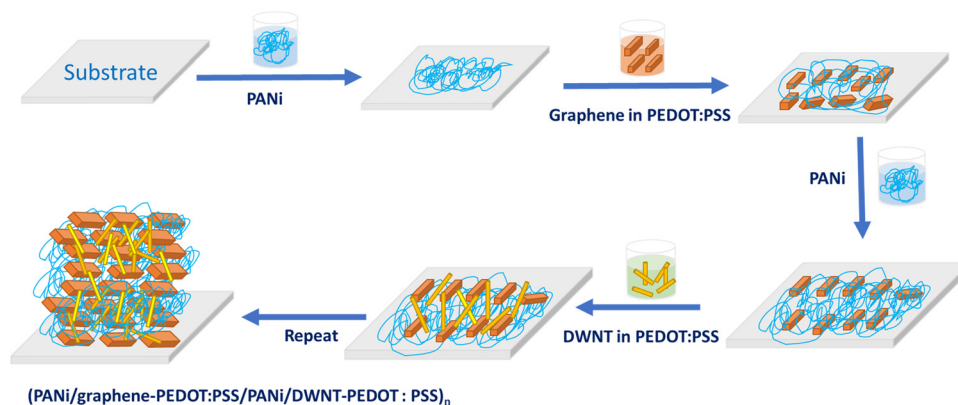 Substrate
PANi
Graphene in PEDOT:PSS
PANi
DWNT in PEDOT:PSS
Repeat
(PANi/graphene-PEDOT:PSS/PANi/DWNT-PEDOT : PSS)n